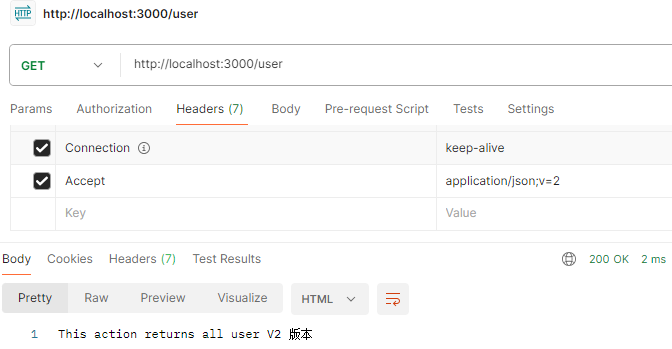 HTTP http://localhost:3000/user
GET http://localhost:3000/user
Params Authorization Headers (7) Body Pre-request Script Tests Settings
Connection keep-alive
Accept application/json;v=2
Key Value
Body Cookies Headers (7) Test Results 200 OK 2 ms
Pretty Raw Preview Visualize HTML
1 This action returns all user V2 版本